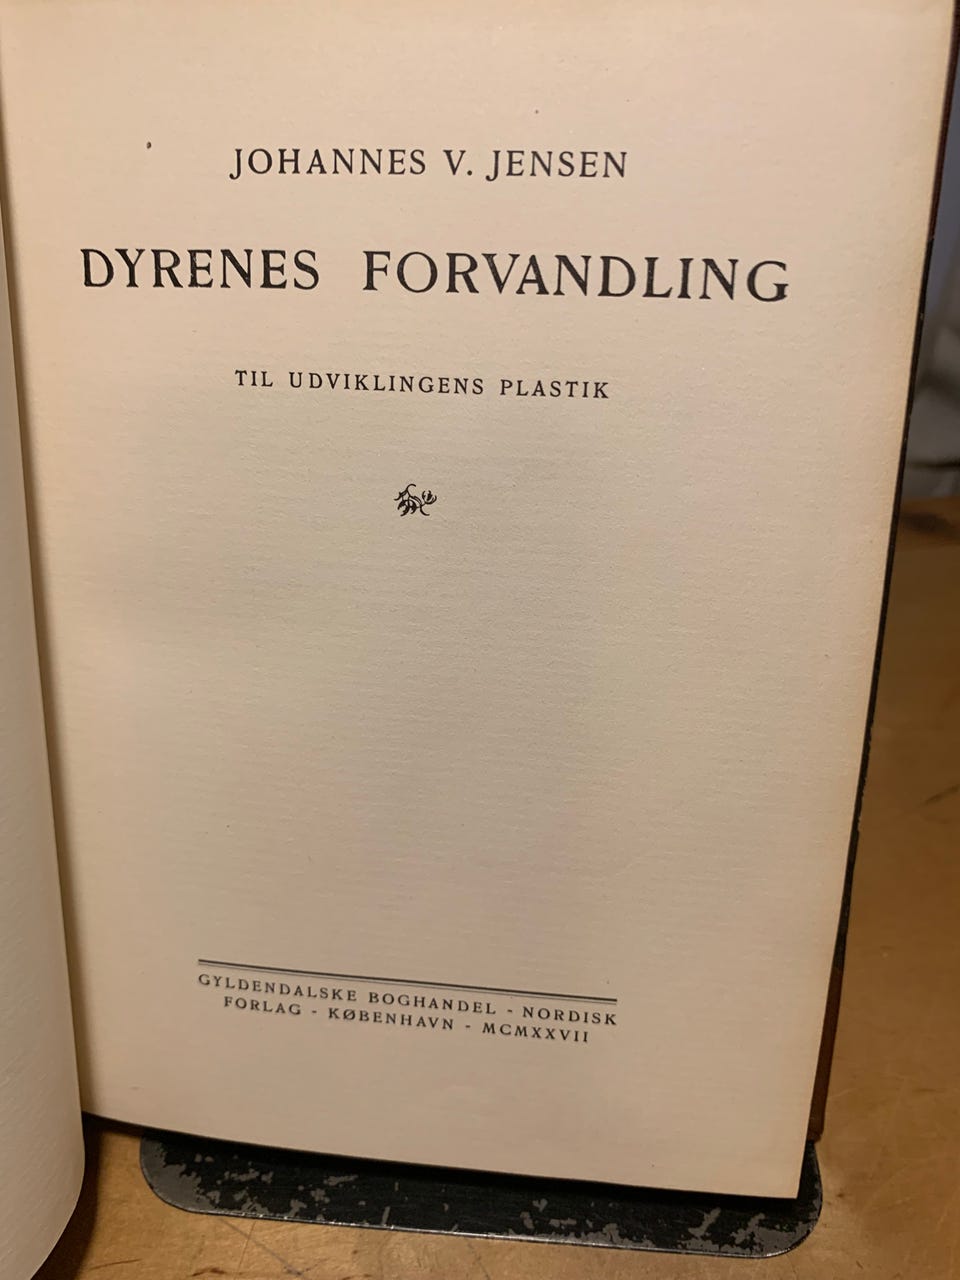 JOHANNES V. JENSEN
DYRENES FORVANDLING
TIL UDVIKLINGENS PLASTIK
GYLDENDALSKE BOGHANDEL - NORDISK
FORLAG - KØBENHAVN - MCMXXVII